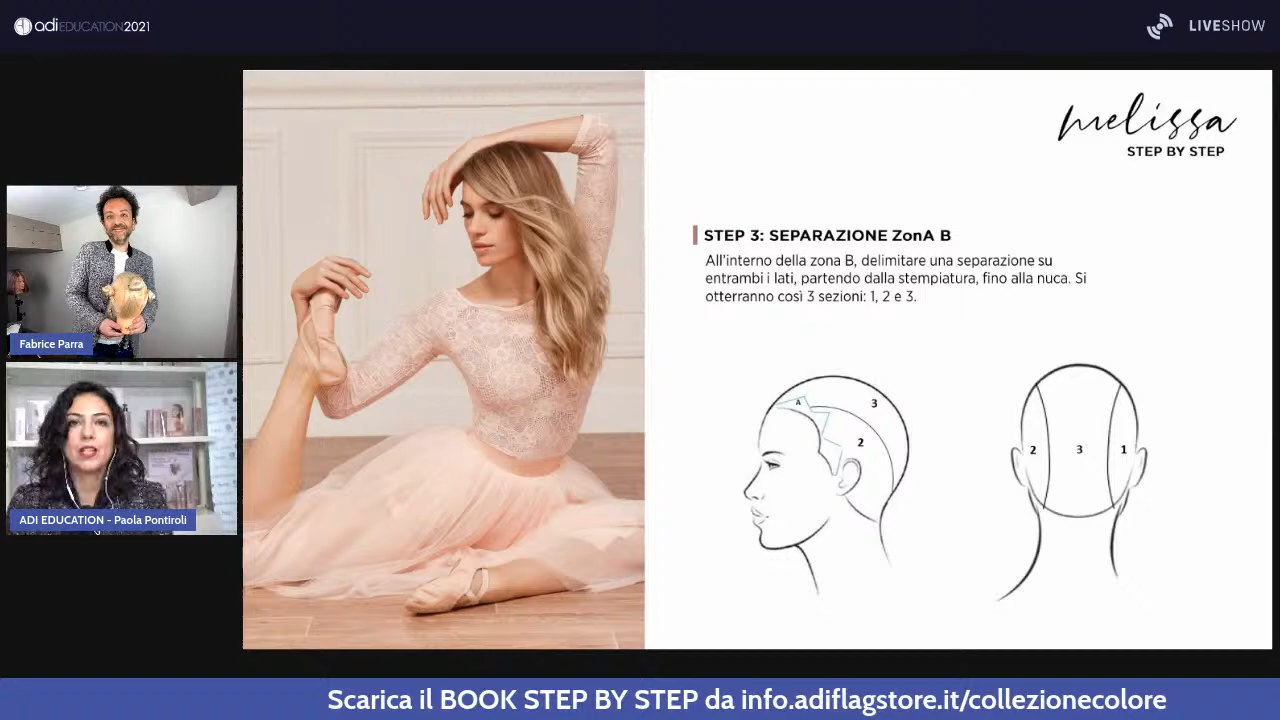 adi EDUCATION 2021
LIVESHOW
Fabrice Parra
ADI EDUCATION - Paola Pontiroli
melissa
STEP BY STEP
STEP 3: SEPARAZIONE ZonA B
All'interno della zona B, delimitare una separazione su
entrambi i lati, partendo dalla stempiatura, fino alla nuca. Si
otterranno così 3 sezioni: 1, 2 e 3.
A
3
2
2
3
1
Scarica il BOOK STEP BY STEP da info.adiflagstore.it/collezionecolore